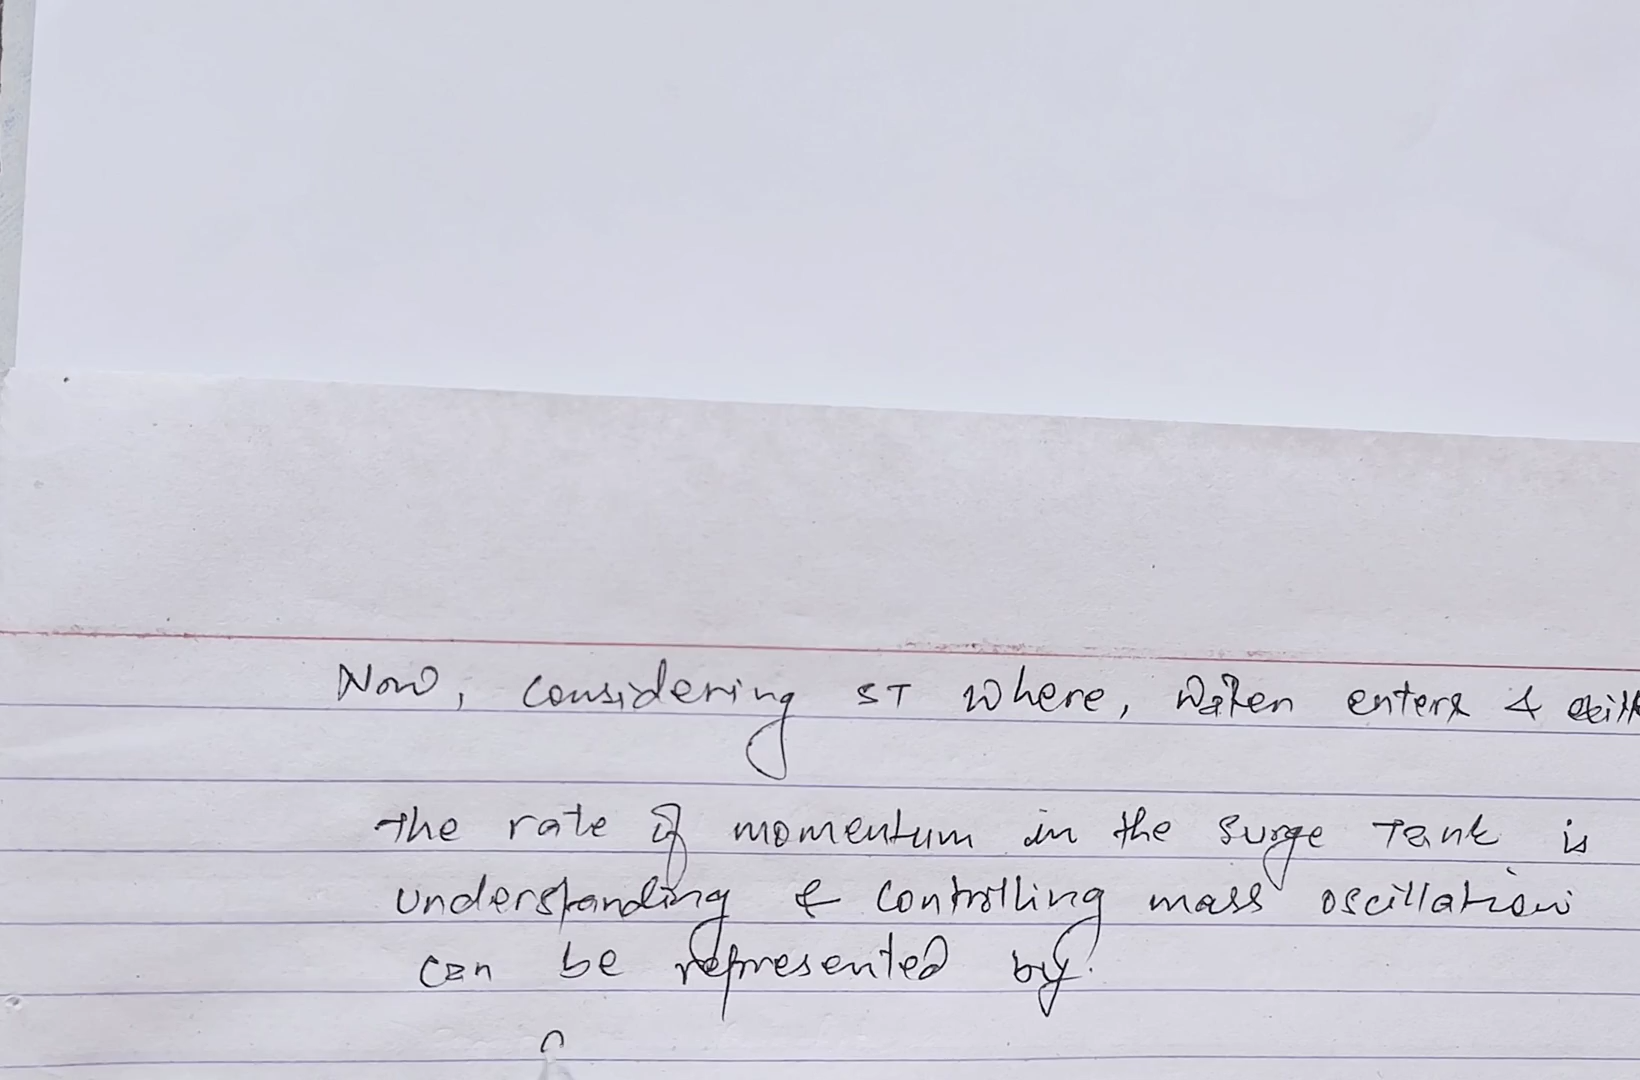 Now, considering ST where, water enters &
the rate of momentum in the surge Tank is
understanding & controlling mass oscillation
can be represented by.